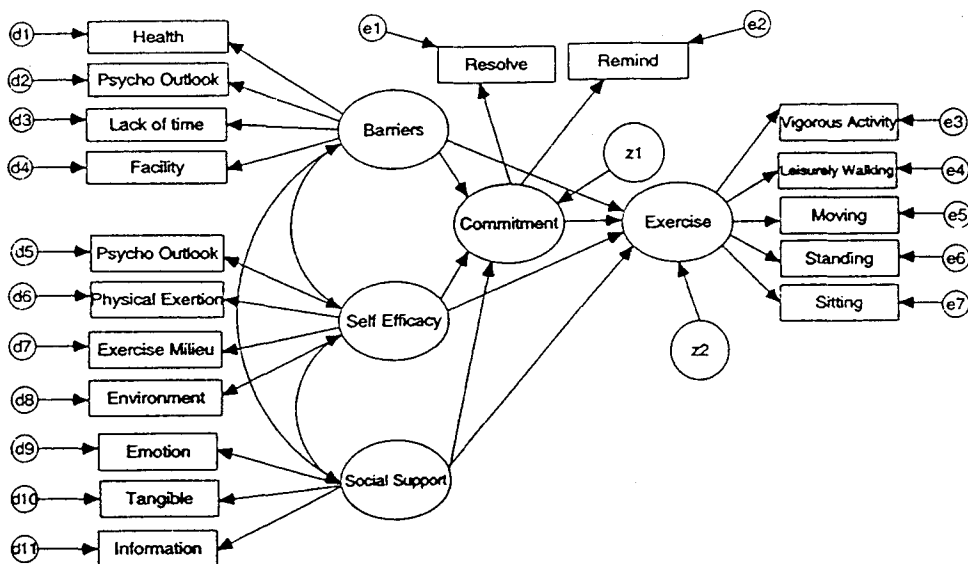 d1
Health
d2
Psycho Outlook
d3
Lack of time
d4
Facility
d5
Psycho Outlook
d6
Physical Exertion
d7
Exercise Milieu
d8
Environment
d9
Emotion
d10
Tangible
d11
Information
Barriers
Self Efficacy
Social Support
e1
Resolve
e2
Remind
Commitment
z1
Exercise
z2
Vigorous Activity
e3
Leisurely Walking
e4
Moving
e5
Standing
e6
Sitting
e7